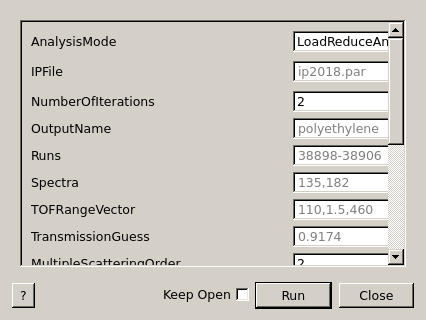 AnalysisMode LoadReduceAn
IPFile ip2018.par
NumberOfIterations 2
OutputName polyethylene
Runs 38898-38906
Spectra 135,182
TOFRangeVector 110,1.5,460
TransmissionGuess 0.9174
MultipleScatteringOrder 2
? Keep Open Run Close